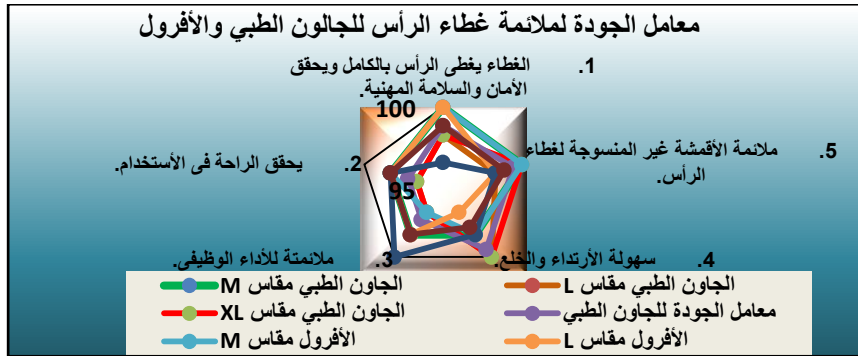 معامل الجودة لملائمة غطاء الرأس للجالون الطبي والأفرول
1. الغطاء يغطى الرأس بالكامل ويحقق
الأمان والسلامة المهنية.
100
95
2. يحقق الراحة فى الأستخدام.
5. ملائمة الأقمشة غير المنسوجة لغطاء
الرأس.
3. ملائمتة للأداء الوظيفى.
4. سهولة الأرتداء والخلع.
الجاون الطبي مقاس L
الجاون الطبي مقاس M
معامل الجودة للجاون الطبي
الجاون الطبي مقاس XL
الأفرول مقاس L
الأفرول مقاس M